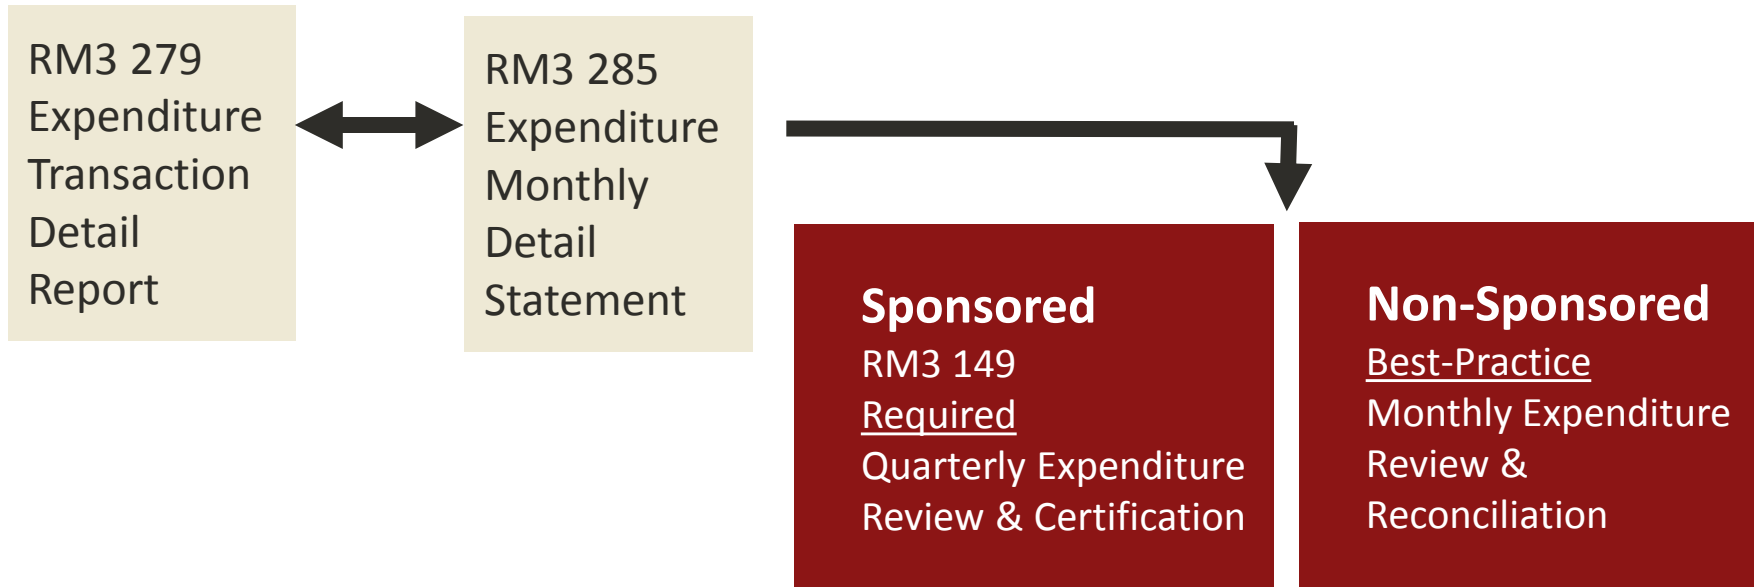 RM3 279
Expenditure
Transaction
Detail
Report
RM3 285
Expenditure
Monthly
Detail
Statement
Sponsored
RM3 149
Required
Quarterly Expenditure
Review & Certification
Non-Sponsored
Best-Practice
Monthly Expenditure
Review &
Reconciliation